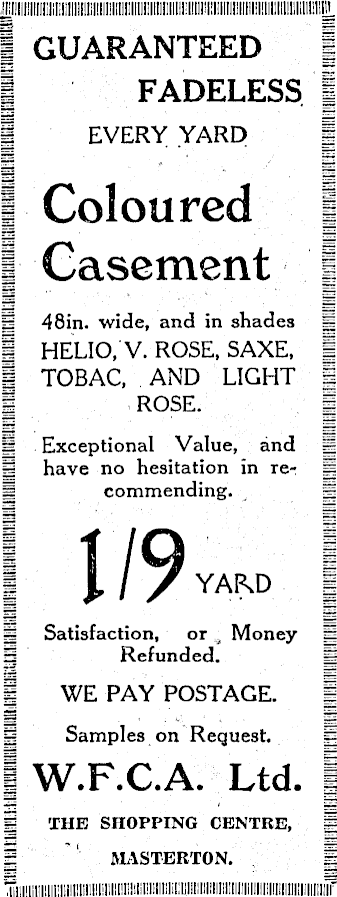 GUARANTEED
FADELESS
EVERY YARD
Coloured
Casement
48in. wide, and in shades
HELIO, V. ROSE, SAXE,
TOBAC, AND LIGHT
ROSE.
Exceptional Value, and
have no hesitation in re-
commending.
1/9 YARD
Satisfaction, or Money
Refunded.
WE PAY POSTAGE.
Samples on Request.
W.F.C.A. Ltd.
THE SHOPPING CENTRE,
MASTERTON.